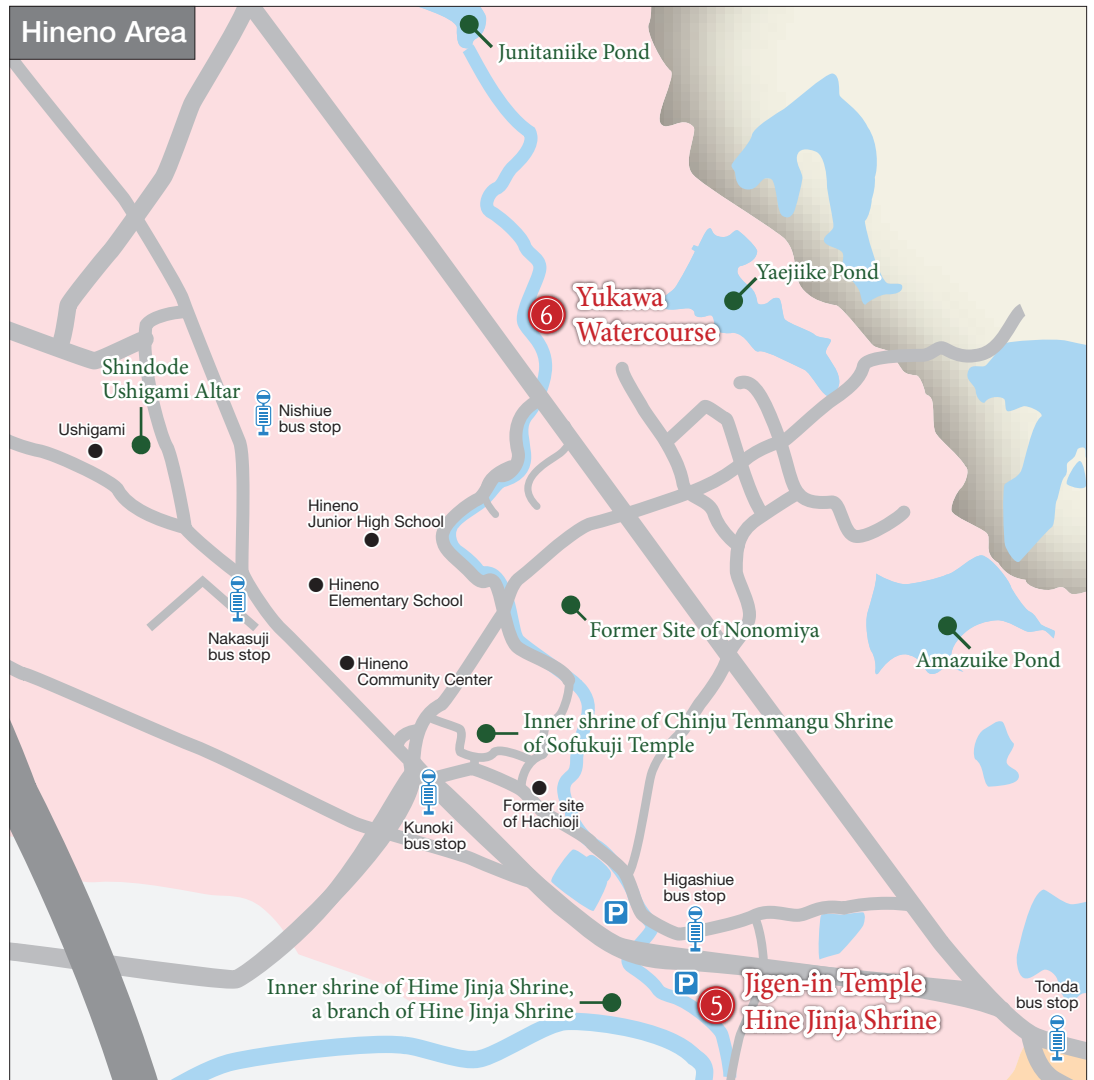 Hineno Area
Junitaniike Pond
Yaejiike Pond
6
Yukawa
Watercourse
Shindode
Ushigami Altar
Ushigami
Nishiue
bus stop
Hineno
Junior High School
Hineno
Elementary School
Nakasuji
bus stop
Former Site of Nonomiya
Amazuike Pond
Hineno
Community Center
Inner shrine of Chinju Tenmangu Shrine
of Sofukuji Temple
Former site
of Hachioji
Kunoki
bus stop
Higashiue
bus stop
P
P
5
Jigen-in Temple
Hine Jinja Shrine
Inner shrine of Hime Jinja Shrine,
a branch of Hine Jinja Shrine
Tonda
bus stop